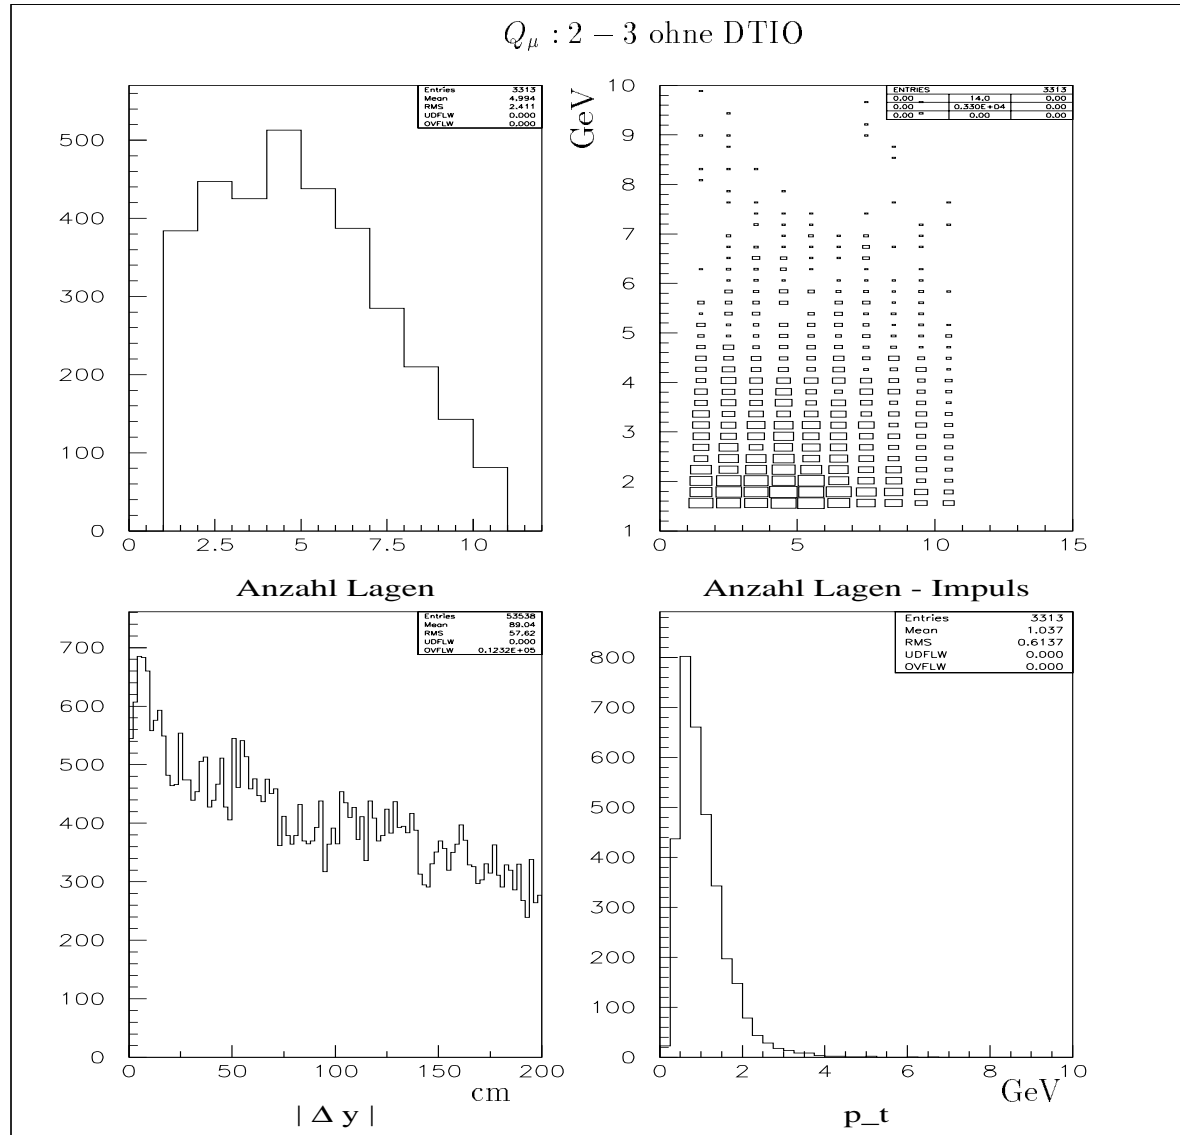 Q_μ : 2 − 3 ohne DTIO
Entries 3313
Mean 4.994
RMS 2.411
UDFLW 0.000
OVFLW 0.000
500
400
300
200
100
0
0 2.5 5 7.5 10
Anzahl Lagen
GeV
ENTRIES 3313
0.00 14.0 0.00
0.00 0.330E+04 0.00
0.00 0.00 0.00
10
9
8
7
6
5
4
3
2
1
0 5 10 15
Anzahl Lagen - Impuls
Entries 53538
Mean 89.04
RMS 57.62
UDFLW 0.000
OVFLW 0.1232E+05
700
600
500
400
300
200
100
0
0 50 100 150 200
cm
| Δ y |
Entries 3313
Mean 1.037
RMS 0.6137
UDFLW 0.000
OVFLW 0.000
800
700
600
500
400
300
200
100
0
0 2 4 6 8 10
GeV
p_t